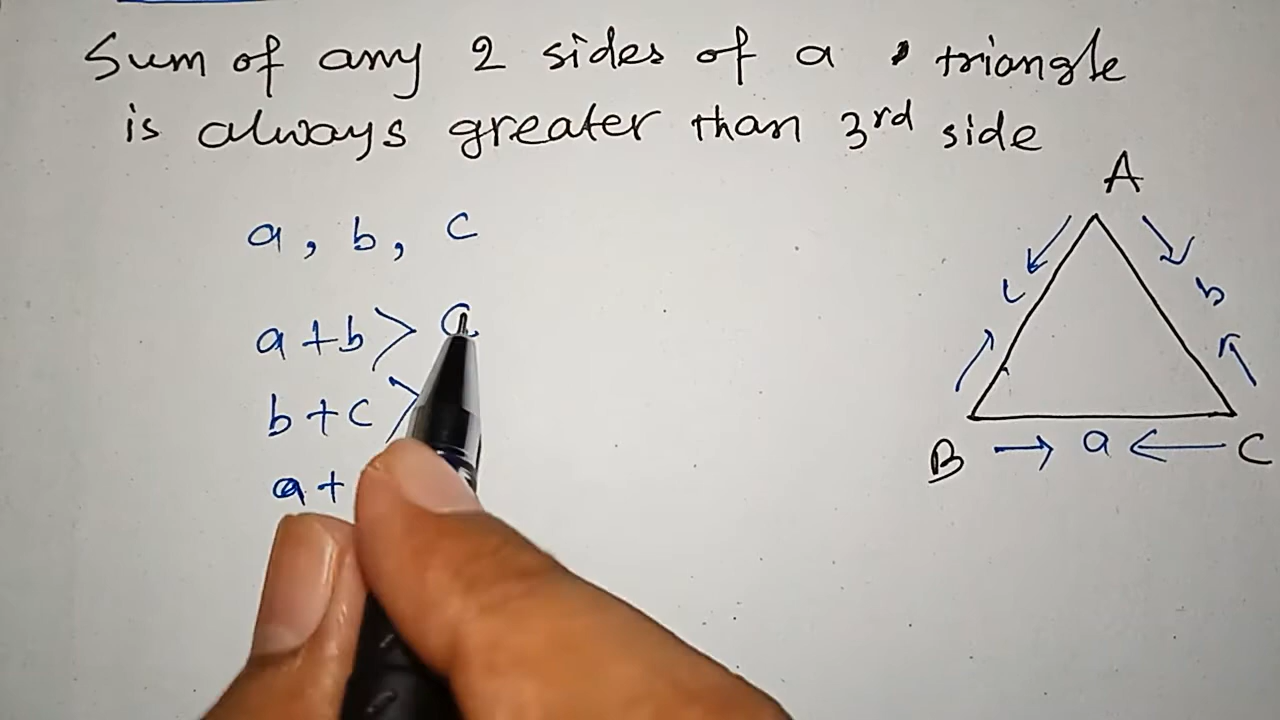 Sum of any 2 sides of a triangle
is always greater than 3rd side
a, b, c
a+b> c
b+c>
a+
A
c
b
B → a ← C